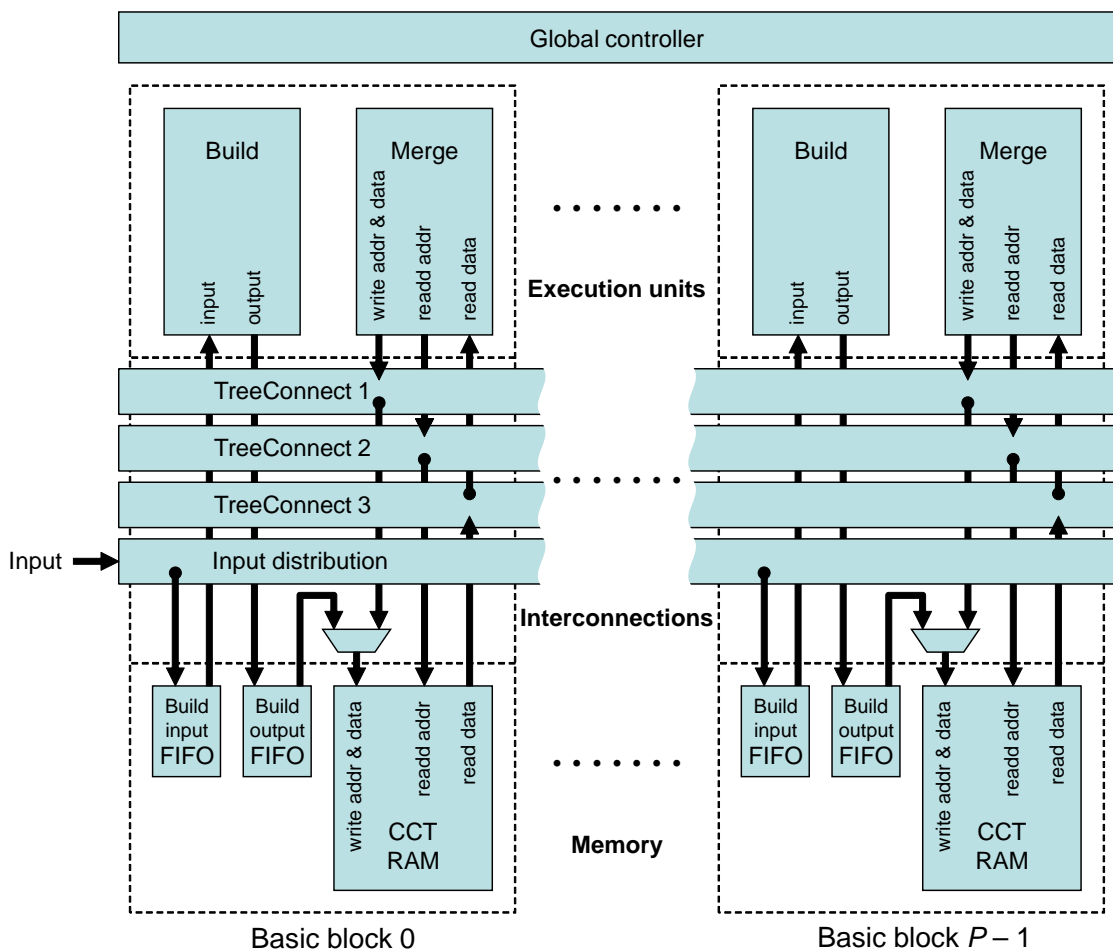 Global controller
Build
Merge
input
output
write addr & data
readd addr
read data
Build
Merge
input
output
write addr & data
readd addr
read data
Execution units
TreeConnect 1
TreeConnect 2
TreeConnect 3
Input
Input distribution
Interconnections
Build
input
FIFO
Build
output
FIFO
write addr & data
readd addr
read data
CCT
RAM
Build
input
FIFO
Build
output
FIFO
write addr & data
readd addr
read data
CCT
RAM
Memory
Basic block 0
Basic block P – 1